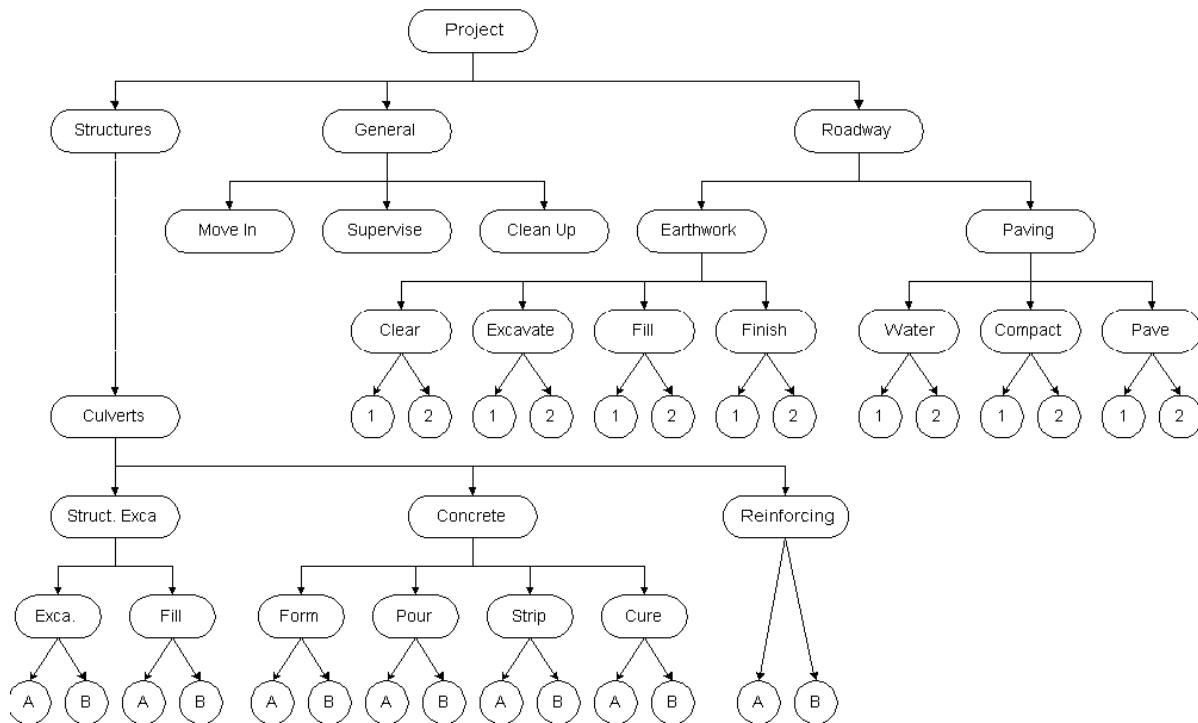 Project
Structures
General
Roadway
Move In
Supervise
Clean Up
Earthwork
Paving
Clear
Excavate
Fill
Finish
Water
Compact
Pave
1
2
1
2
1
2
1
2
1
2
1
2
1
2
Culverts
Struct. Exca
Concrete
Reinforcing
Exca.
Fill
Form
Pour
Strip
Cure
A
B
A
B
A
B
A
B
A
B
A
B
A
B